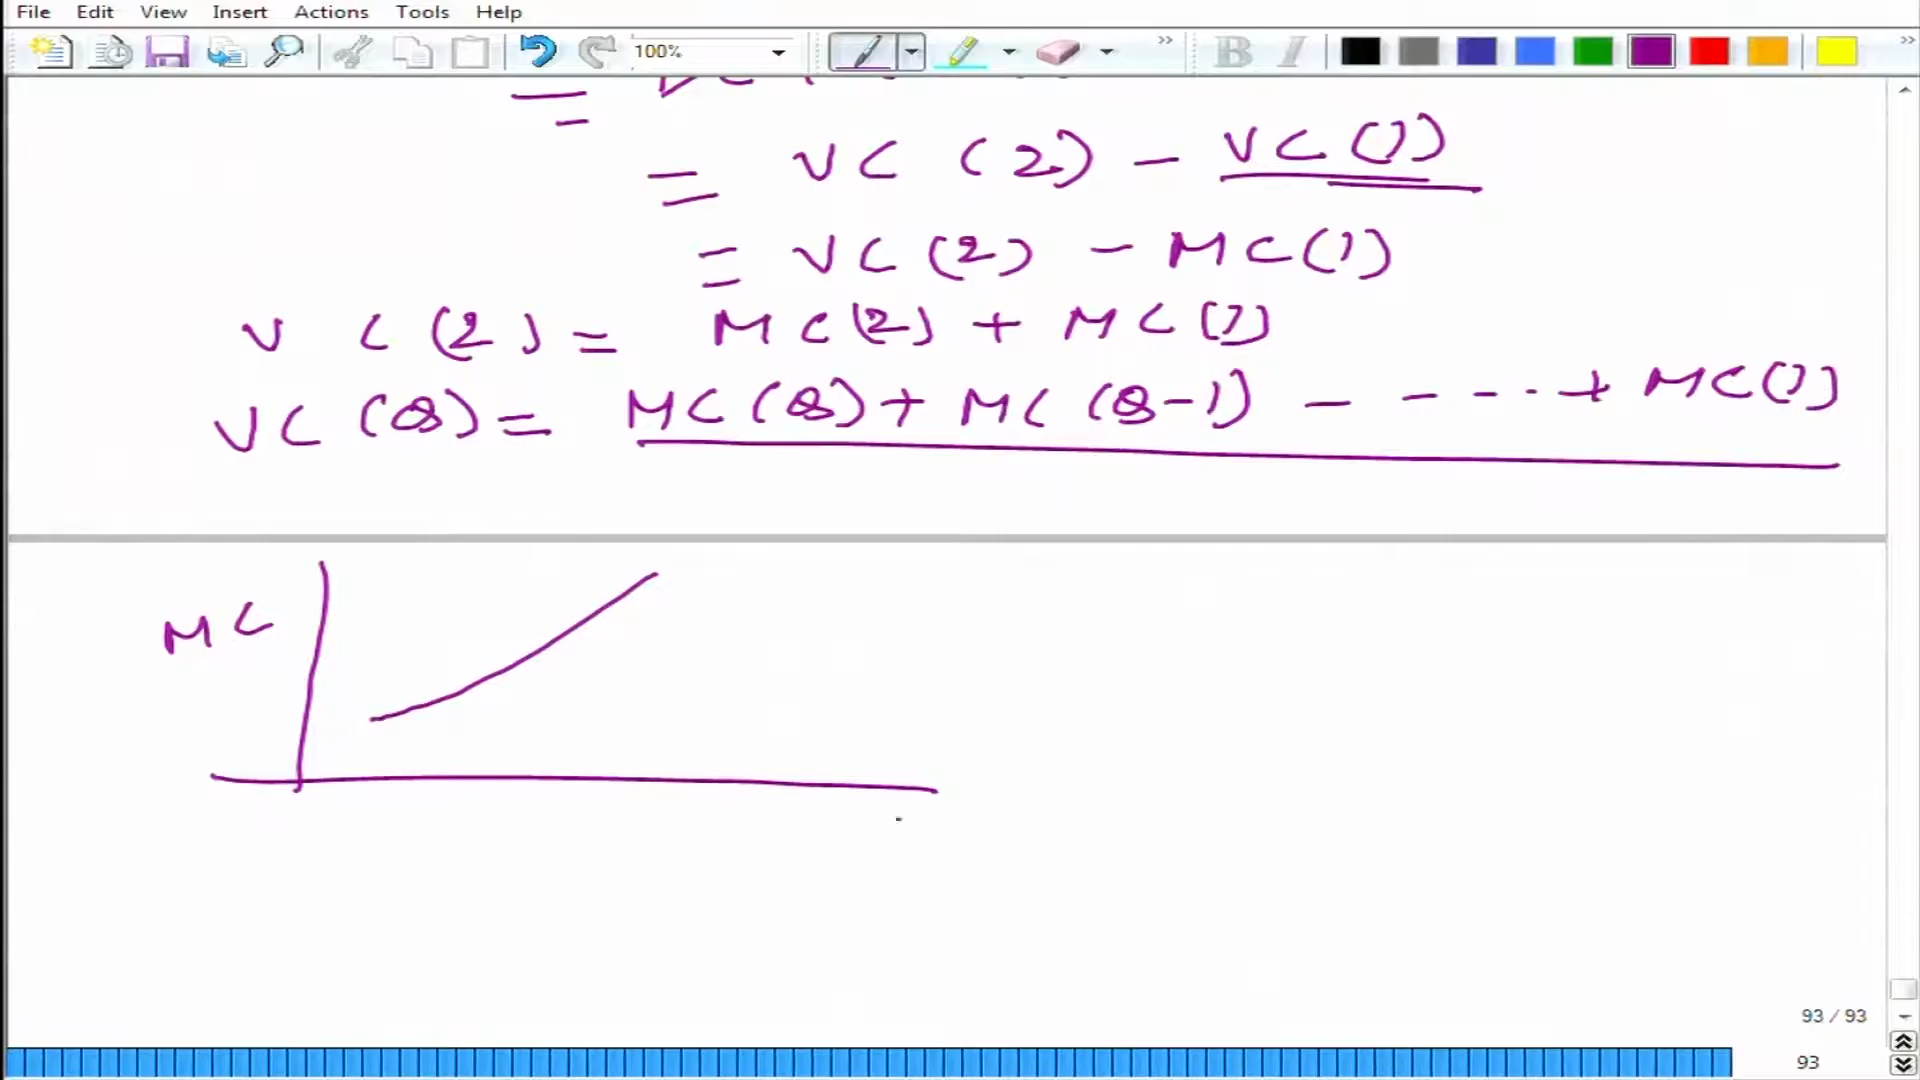 File Edit View Insert Actions Tools Help
100%
B I
= VC(2) - VC(1)
= VC(2) - MC(1)
VC(2) = MC(2) + MC(1)
VC(Q) = MC(Q) + MC(Q-1) - - - - - + MC(1)
MC
93 / 93
93